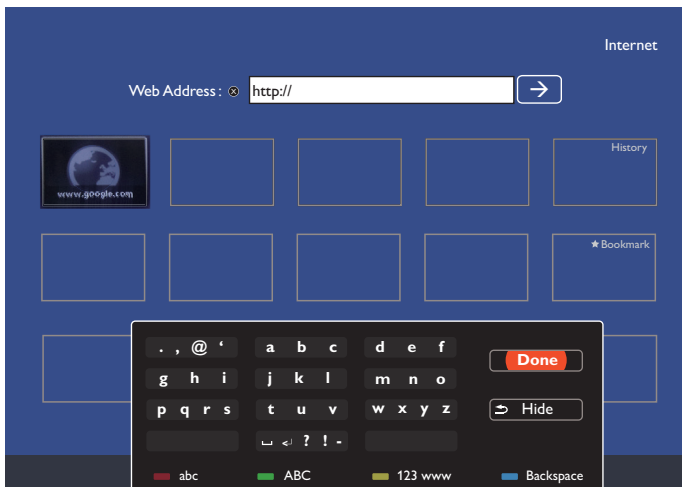 Internet
Web Address : ⓧ http:// →
www.google.com
History
★Bookmark
. , @ ‘ a b c d e f
Done
g h i j k l m n o
p q r s t u v w x y z
Hide
␣ ↵ ? ! -
abc ABC 123 www Backspace